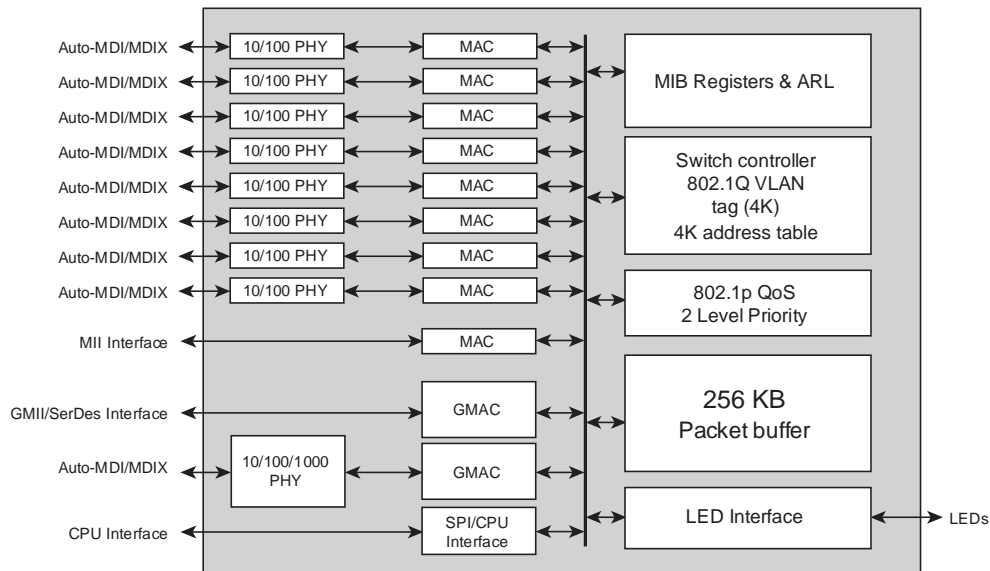 Auto-MDI/MDIX
10/100 PHY
MAC
Auto-MDI/MDIX
10/100 PHY
MAC
Auto-MDI/MDIX
10/100 PHY
MAC
Auto-MDI/MDIX
10/100 PHY
MAC
Auto-MDI/MDIX
10/100 PHY
MAC
Auto-MDI/MDIX
10/100 PHY
MAC
Auto-MDI/MDIX
10/100 PHY
MAC
Auto-MDI/MDIX
10/100 PHY
MAC
MII Interface
MAC
GMII/SerDes Interface
GMAC
Auto-MDI/MDIX
10/100/1000
PHY
GMAC
CPU Interface
SPI/CPU
Interface
MIB Registers & ARL
Switch controller
802.1Q VLAN
tag (4K)
4K address table
802.1p QoS
2 Level Priority
256 KB
Packet buffer
LED Interface
LEDs